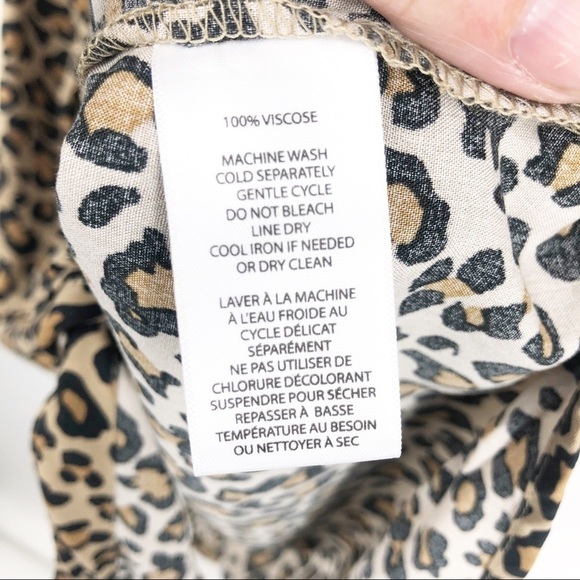 100% VISCOSE
MACHINE WASH
COLD SEPARATELY
GENTLE CYCLE
DO NOT BLEACH
LINE DRY
COOL IRON IF NEEDED
OR DRY CLEAN
LAVER À LA MACHINE
À L'EAU FROIDE AU
CYCLE DÉLICAT
SÉPARÉMENT
NE PAS UTILISER DE
CHLORURE DÉCOLORANT
SUSPENDRE POUR SÉCHER
REPASSER À BASSE
TEMPÉRATURE AU BESOIN
OU NETTOYER À SEC